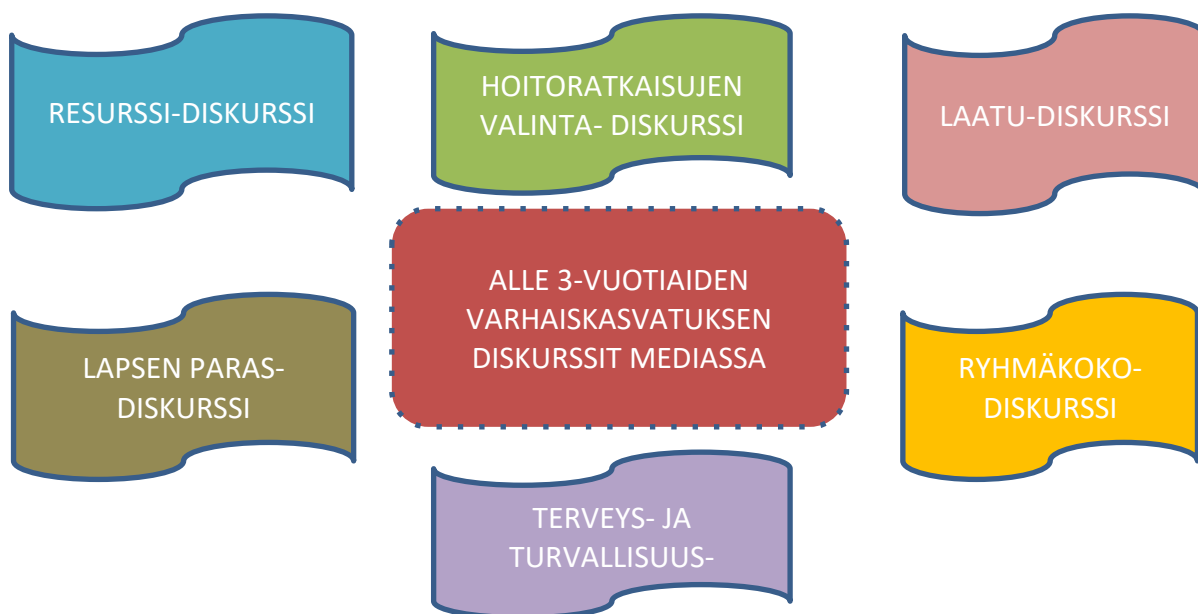 RESURSSI-DISKURSSI
HOITORATKAISUJEN
VALINTA- DISKURSSI
LAATU-DISKURSSI
ALLE 3-VUOTIAIDEN
VARHAISKASVATUKSEN
DISKURSSIT MEDIASSA
LAPSEN PARAS-
DISKURSSI
RYHMÄKOKO-
DISKURSSI
TERVEYS- JA
TURVALLISUUS-